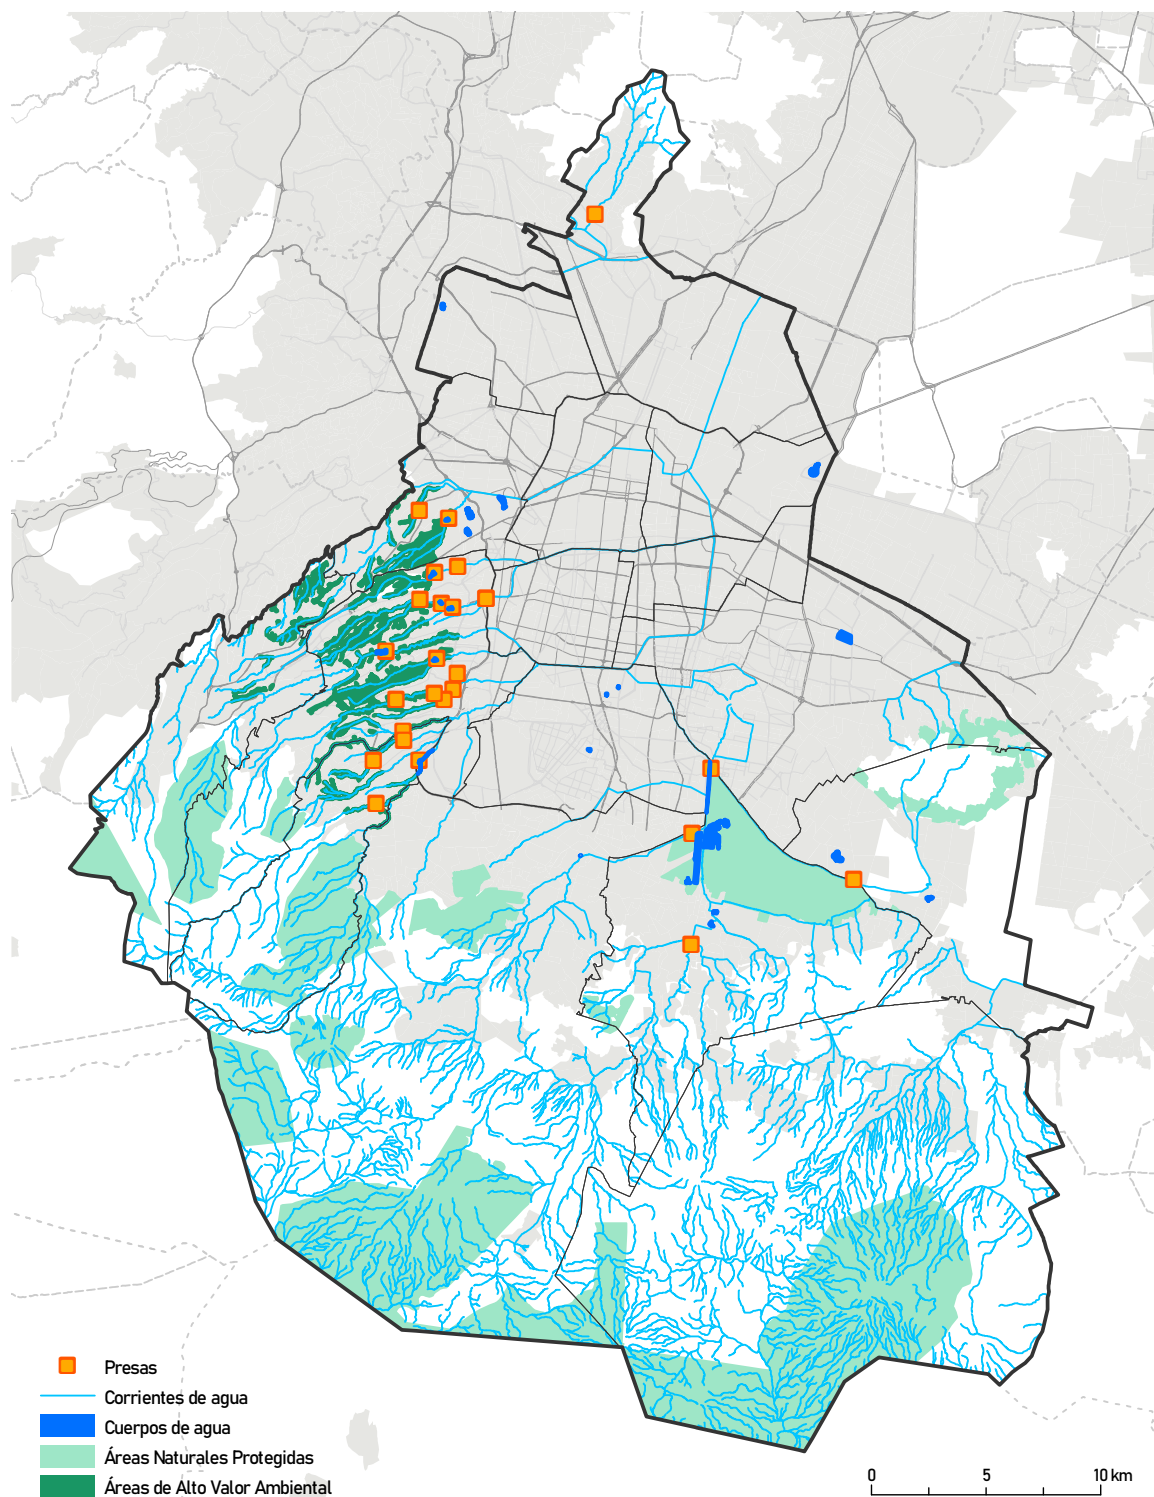 Presas
Corrientes de agua
Cuerpos de agua
Áreas Naturales Protegidas
Áreas de Alto Valor Ambiental
0 5 10 km